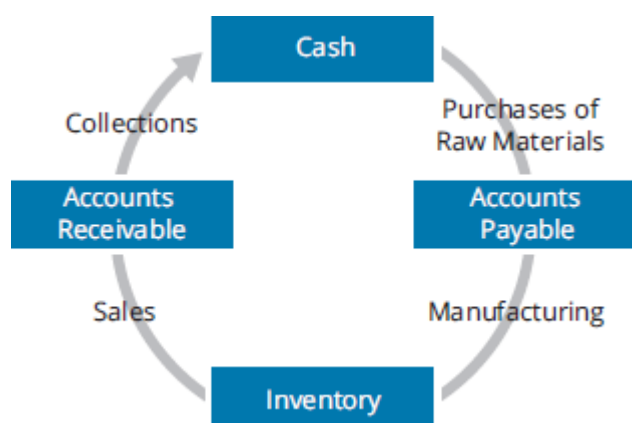 Cash
Collections
Purchases of
Raw Materials
Accounts
Receivable
Accounts
Payable
Sales
Manufacturing
Inventory